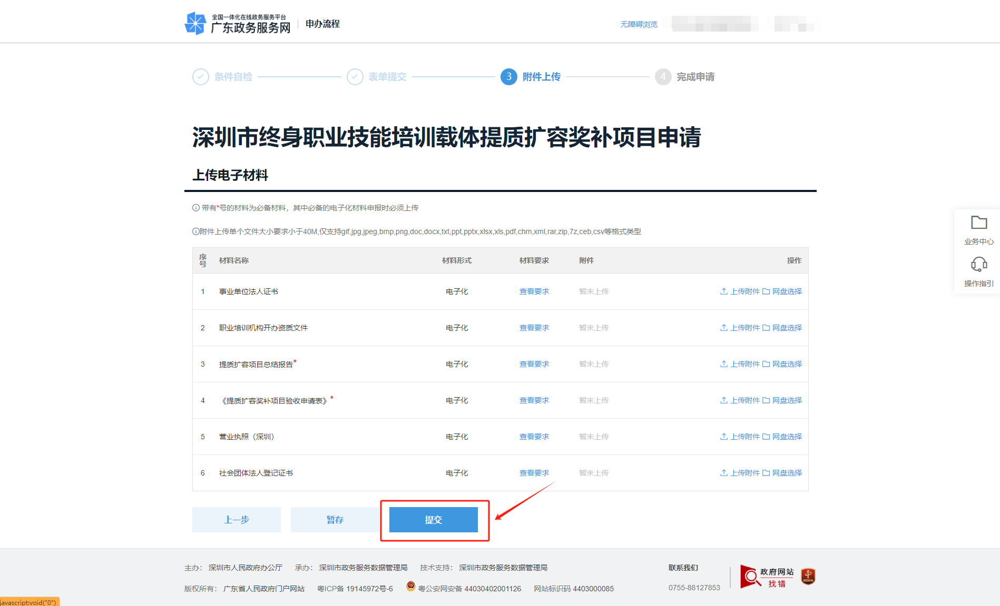 全国一体化在线政务服务平台
广东政务服务网 申办流程 无障碍浏览
条件自检 表单提交 3 附件上传 4 完成申请
深圳市终身职业技能培训载体提质扩容奖补项目申请
上传电子材料
带有*号的材料为必备材料，其中必备的电子化材料申报时必须上传
附件上传单个文件大小要求小于40M,仅支持gif,jpg,jpeg,bmp,png,doc,docx,txt,ppt,pptx,xlsx,xls,pdf,chm,xml,rar,zip,7z,ceb,csv等格式类型
序号 材料名称 材料形式 材料要求 附件 操作
1 事业单位法人证书 电子化 查看要求 暂未上传 上传附件 网盘选择
2 职业培训机构开办资质文件 电子化 查看要求 暂未上传 上传附件 网盘选择
3 提质扩容项目总结报告* 电子化 查看要求 暂未上传 上传附件 网盘选择
4 《提质扩容奖补项目验收申请表》* 电子化 查看要求 暂未上传 上传附件 网盘选择
5 营业执照（深圳） 电子化 查看要求 暂未上传 上传附件 网盘选择
6 社会团体法人登记证书 电子化 查看要求 暂未上传 上传附件 网盘选择
上一步 暂存 提交
业务中心
操作指引
主办： 深圳市人民政府办公厅 承办： 深圳市政务服务数据管理局 技术支持： 深圳市政务服务数据管理局
版权所有： 广东省人民政府门户网站 粤ICP备 19145972号-6 粤公安网安备 44030402001126 网站标识码 4403000085
联系我们
0755-88127853
政府网站
找错
javascript:void("0")